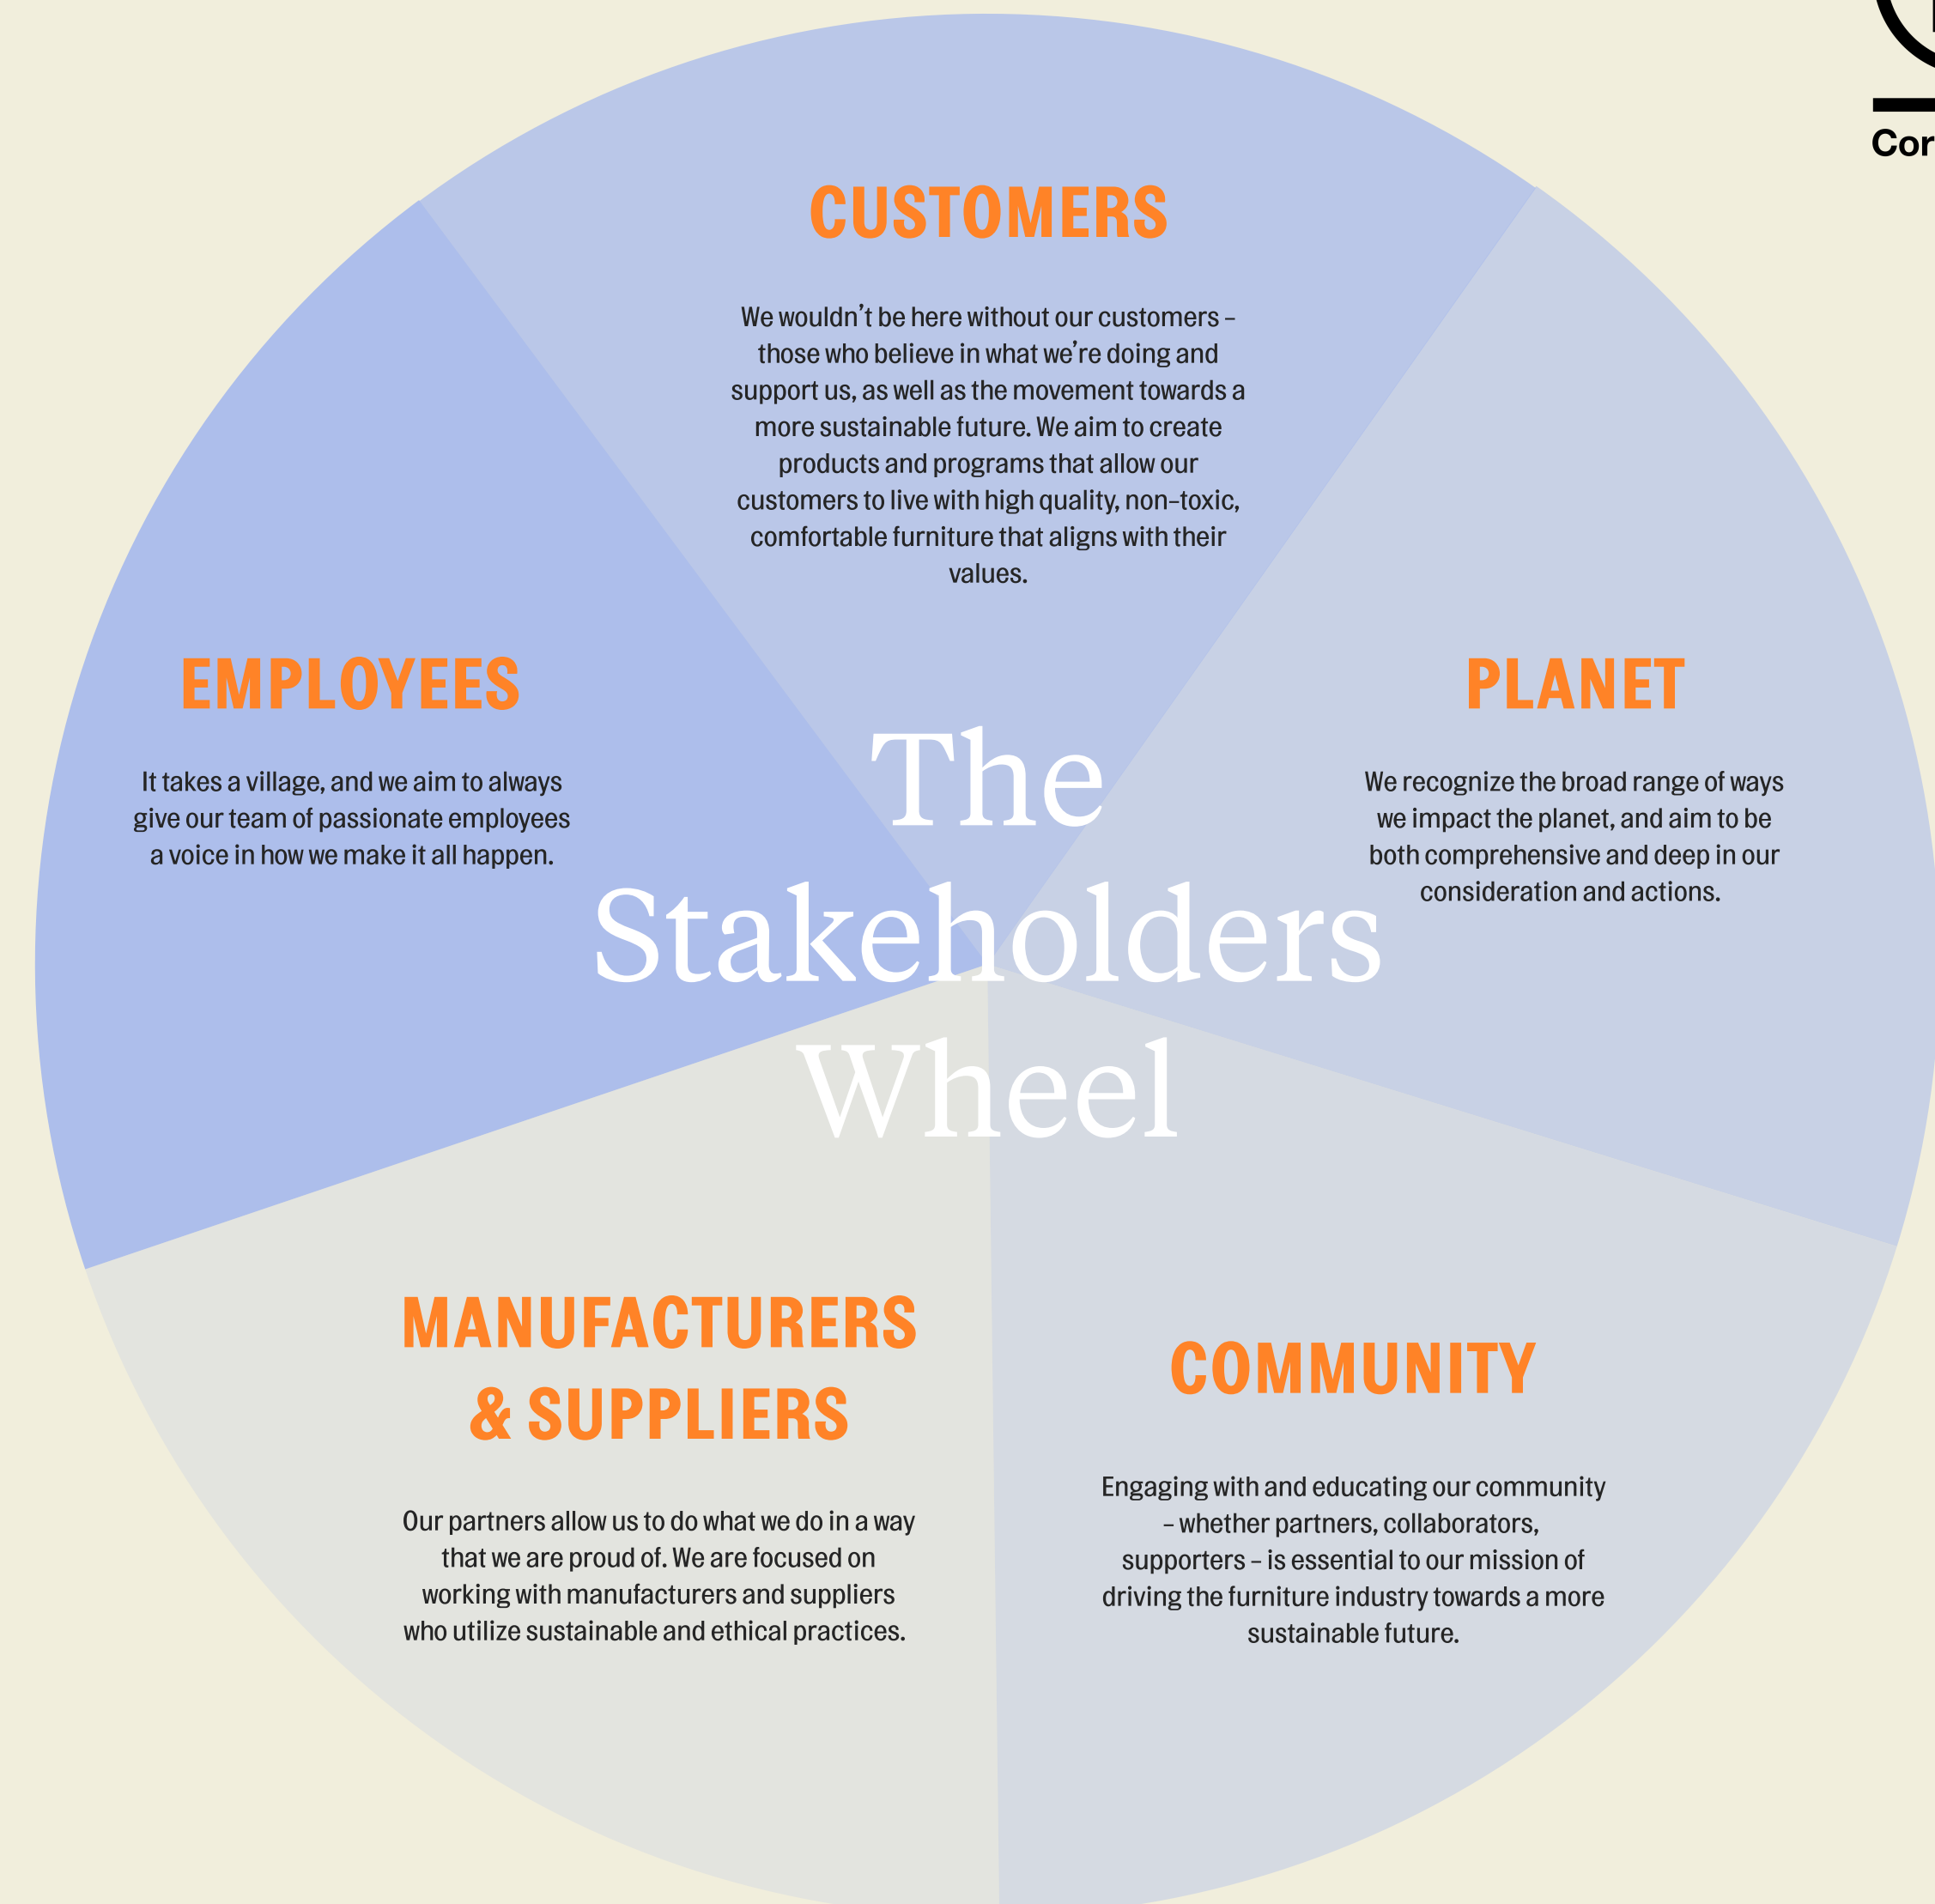 Cor
CUSTOMERS
We wouldn’t be here without our customers –
those who believe in what we’re doing and
support us, as well as the movement towards a
more sustainable future. We aim to create
products and programs that allow our
customers to live with high quality, non-toxic,
comfortable furniture that aligns with their
values.
EMPLOYEES
It takes a village, and we aim to always
give our team of passionate employees
a voice in how we make it all happen.
PLANET
We recognize the broad range of ways
we impact the planet, and aim to be
both comprehensive and deep in our
consideration and actions.
The
Stakeholders
Wheel
MANUFACTURERS
& SUPPLIERS
Our partners allow us to do what we do in a way
that we are proud of. We are focused on
working with manufacturers and suppliers
who utilize sustainable and ethical practices.
COMMUNITY
Engaging with and educating our community
– whether partners, collaborators,
supporters – is essential to our mission of
driving the furniture industry towards a more
sustainable future.